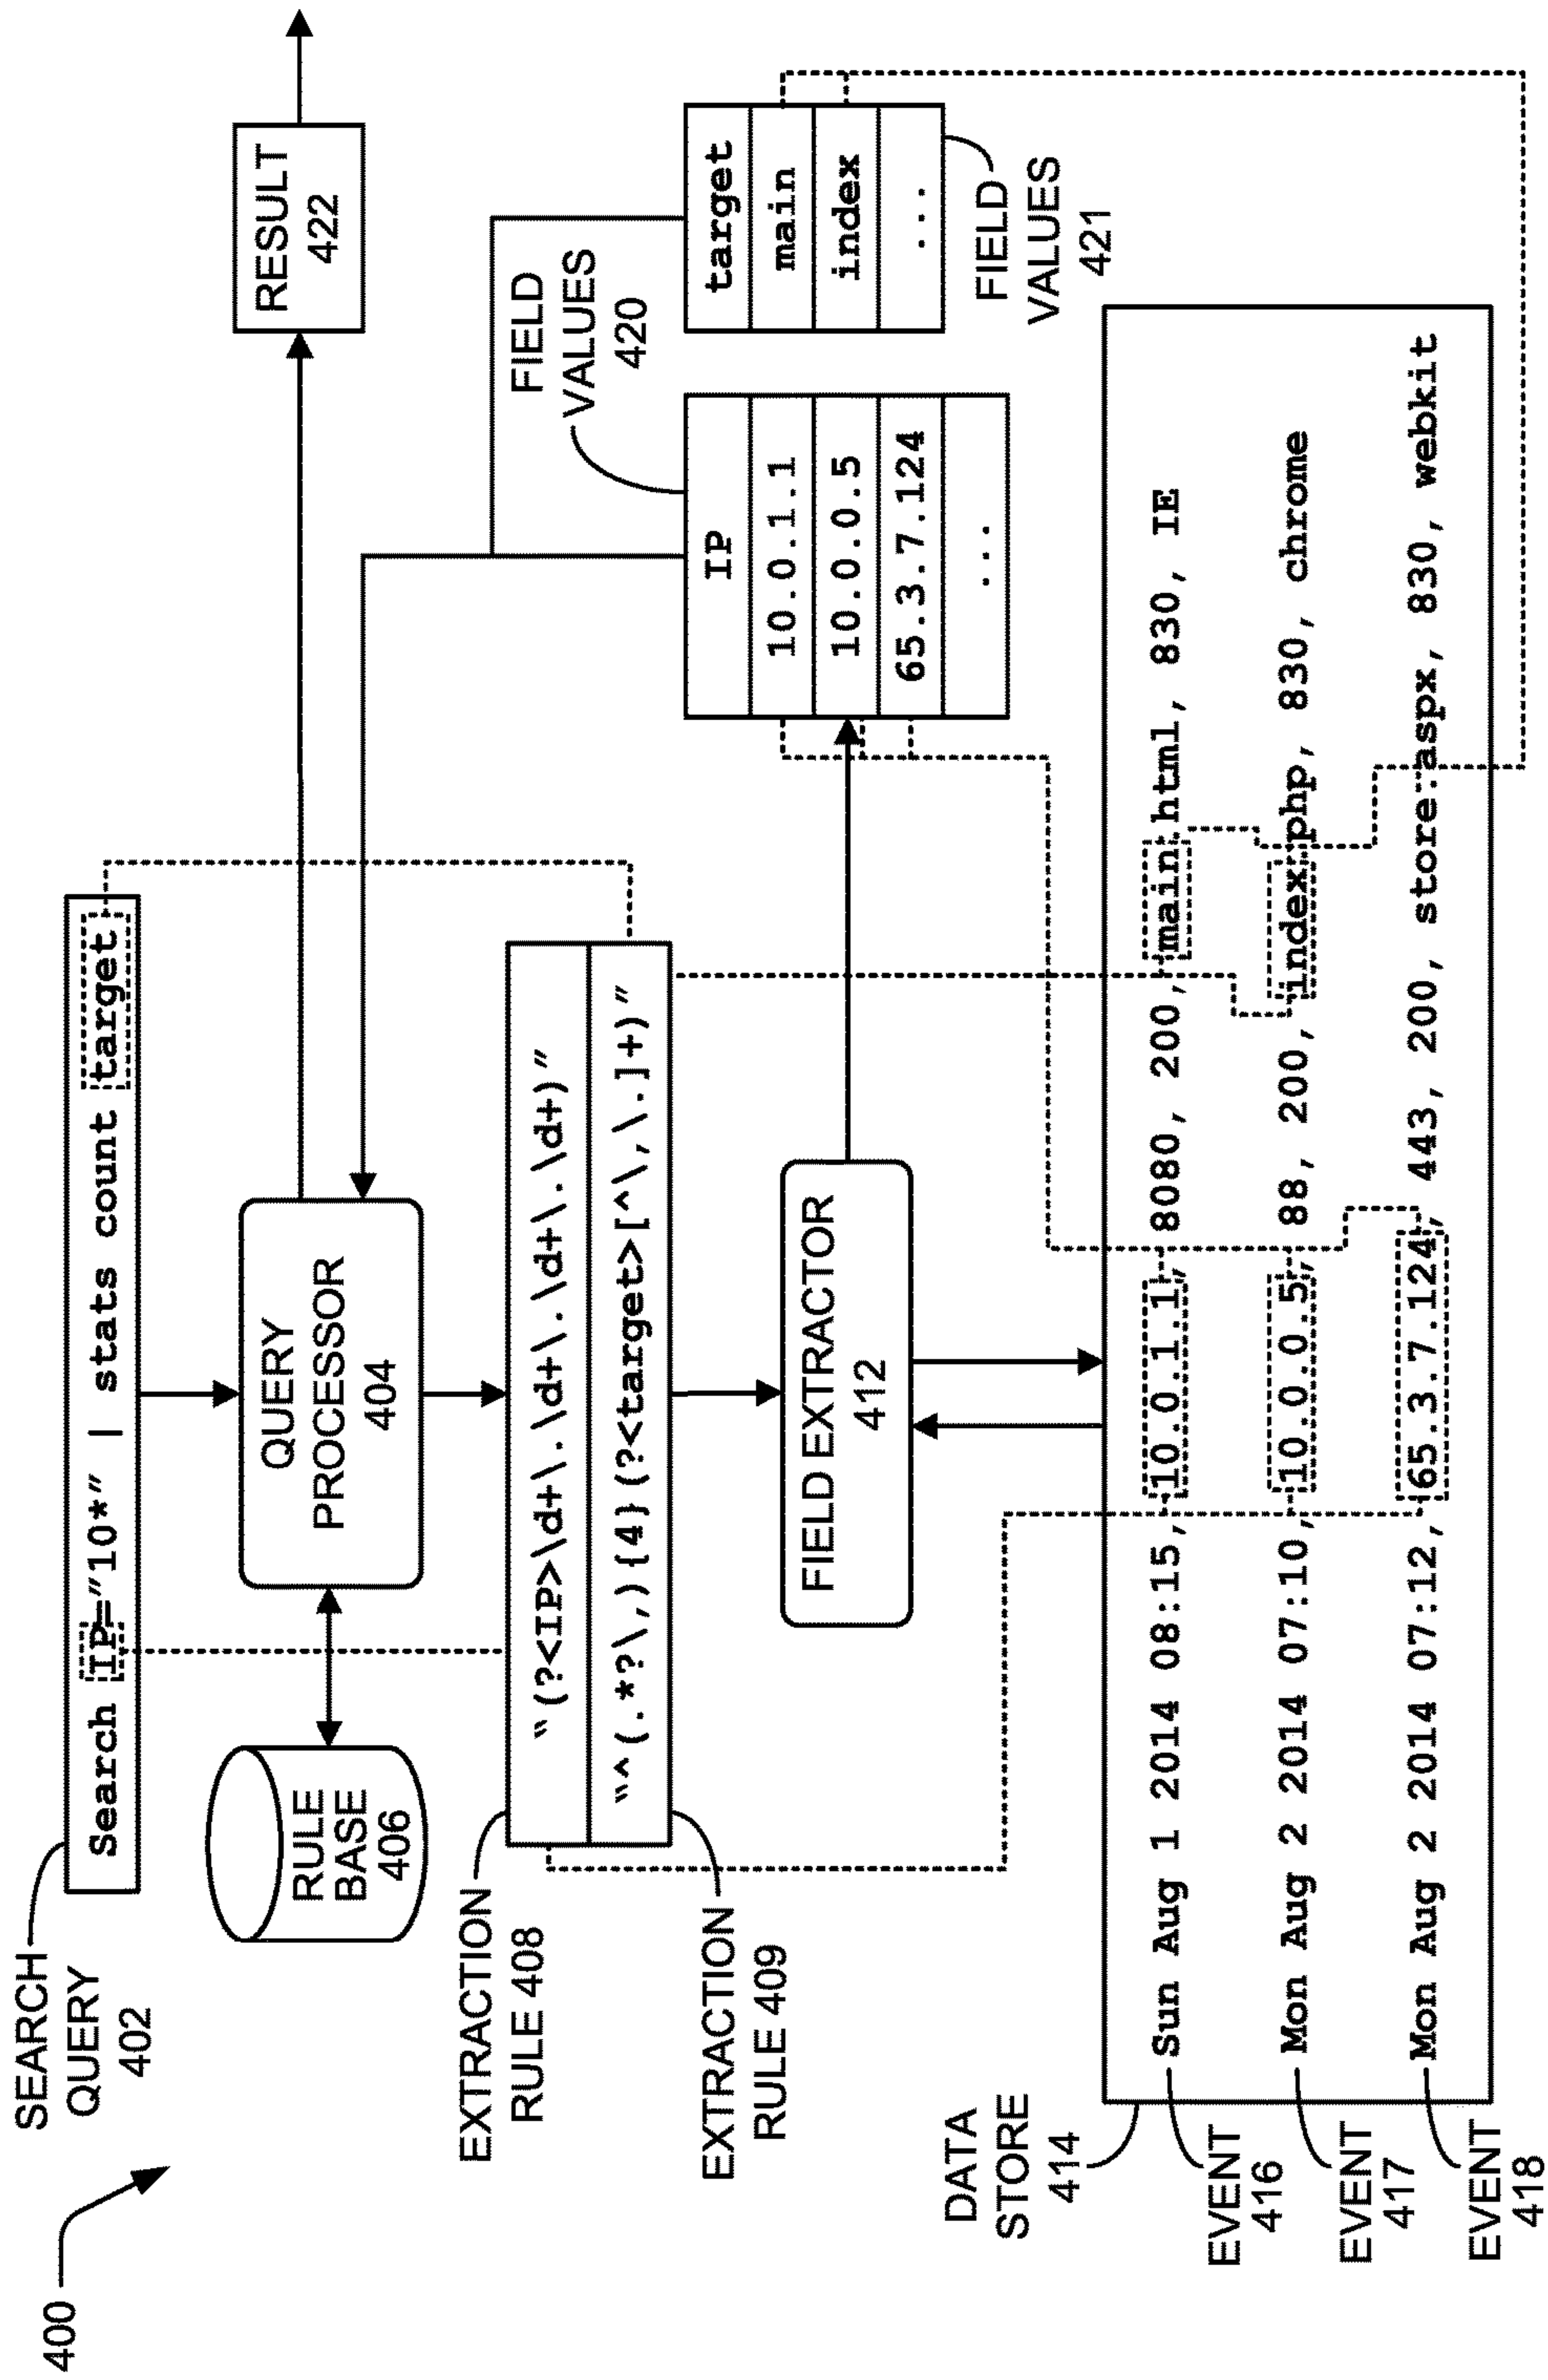 400
SEARCH
QUERY
402
Search IP="10*" | stats count target
RULE
BASE
406
QUERY
PROCESSOR
404
RESULT
422
EXTRACTION
RULE 408
"(?<IP>\d+\.\d+\.\d+\.\d+)"
"^(.*?\,){4}(?<target>[^\,\.]+)"
EXTRACTION
RULE 409
FIELD EXTRACTOR
412
FIELD
VALUES
420
IP
10.0.1.1
10.0.0.5
65.3.7.124
...
target
main
index
...
FIELD
VALUES
421
DATA
STORE
414
EVENT
416
Sun Aug 1 2014 08:15, 10.0.1.1, 8080, 200, main.html, 830, IE
EVENT
417
Mon Aug 2 2014 07:10, 10.0.0.5, 88, 200, index.php, 830, chrome
EVENT
418
Mon Aug 2 2014 07:12, 65.3.7.124, 443, 200, store.aspx, 830, webkit